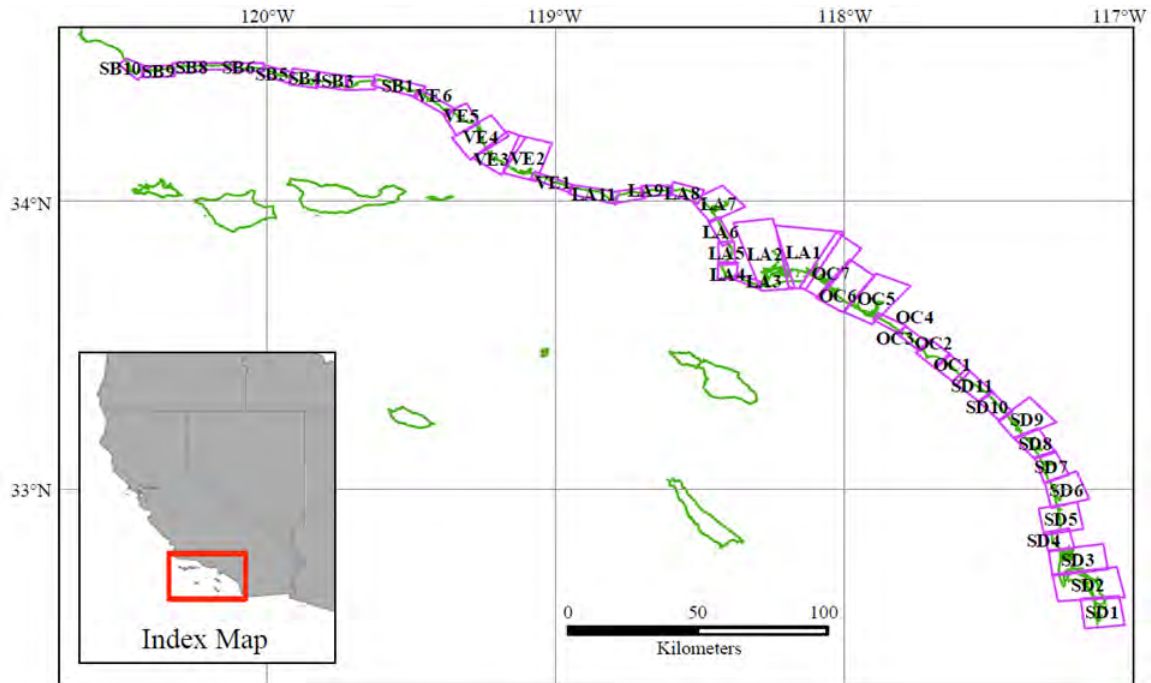 120°W 119°W 118°W 117°W
34°N
33°N
SB10
SB9
SB8
SB6
SB5
SB4
SB3
SB1
VE6
VE5
VE4
VE3
VE2
VE1
LA11
LA9
LA8
LA7
LA6
LA5
LA4
LA3
LA2
LA1
OC7
OC6
OC5
OC4
OC3
OC2
OC1
SD11
SD10
SD9
SD8
SD7
SD6
SD5
SD4
SD3
SD2
SD1
Index Map
0 50 100
Kilometers